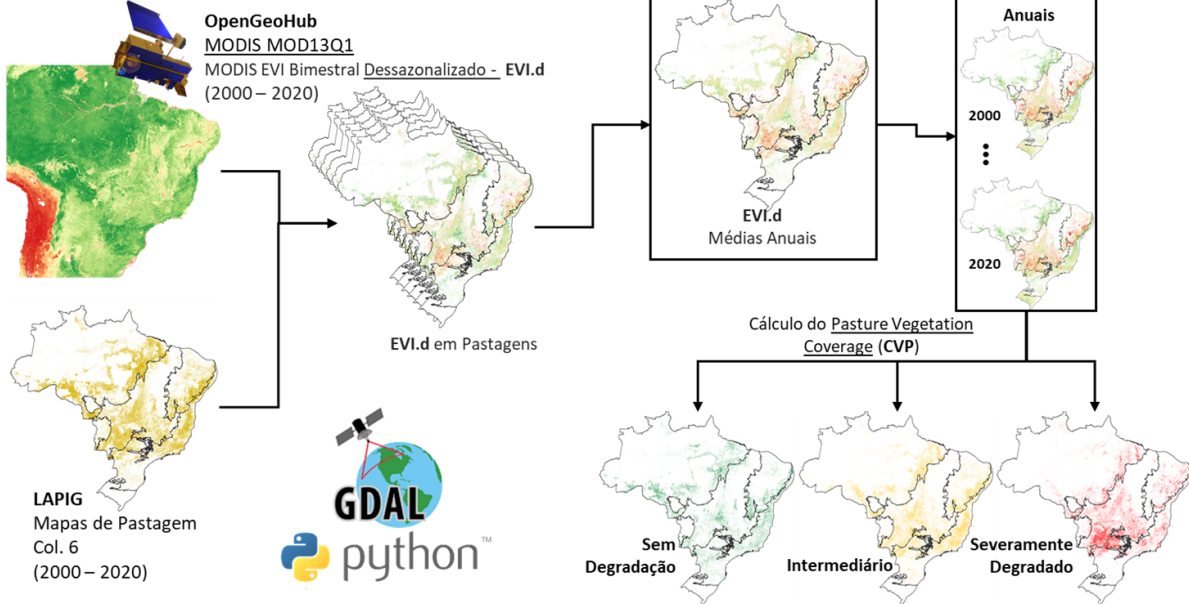 OpenGeoHub
MODIS MOD13Q1
MODIS EVI Bimestral Dessazonalizado - EVI.d
(2000 – 2020)
EVI.d em Pastagens
LAPIG
Mapas de Pastagem
Col. 6
(2000 – 2020)
GDAL
python™
EVI.d
Médias Anuais
Anuais
2000
2020
Cálculo do Pasture Vegetation
Coverage (CVP)
Sem
Degradação
Intermediário
Severamente
Degradado